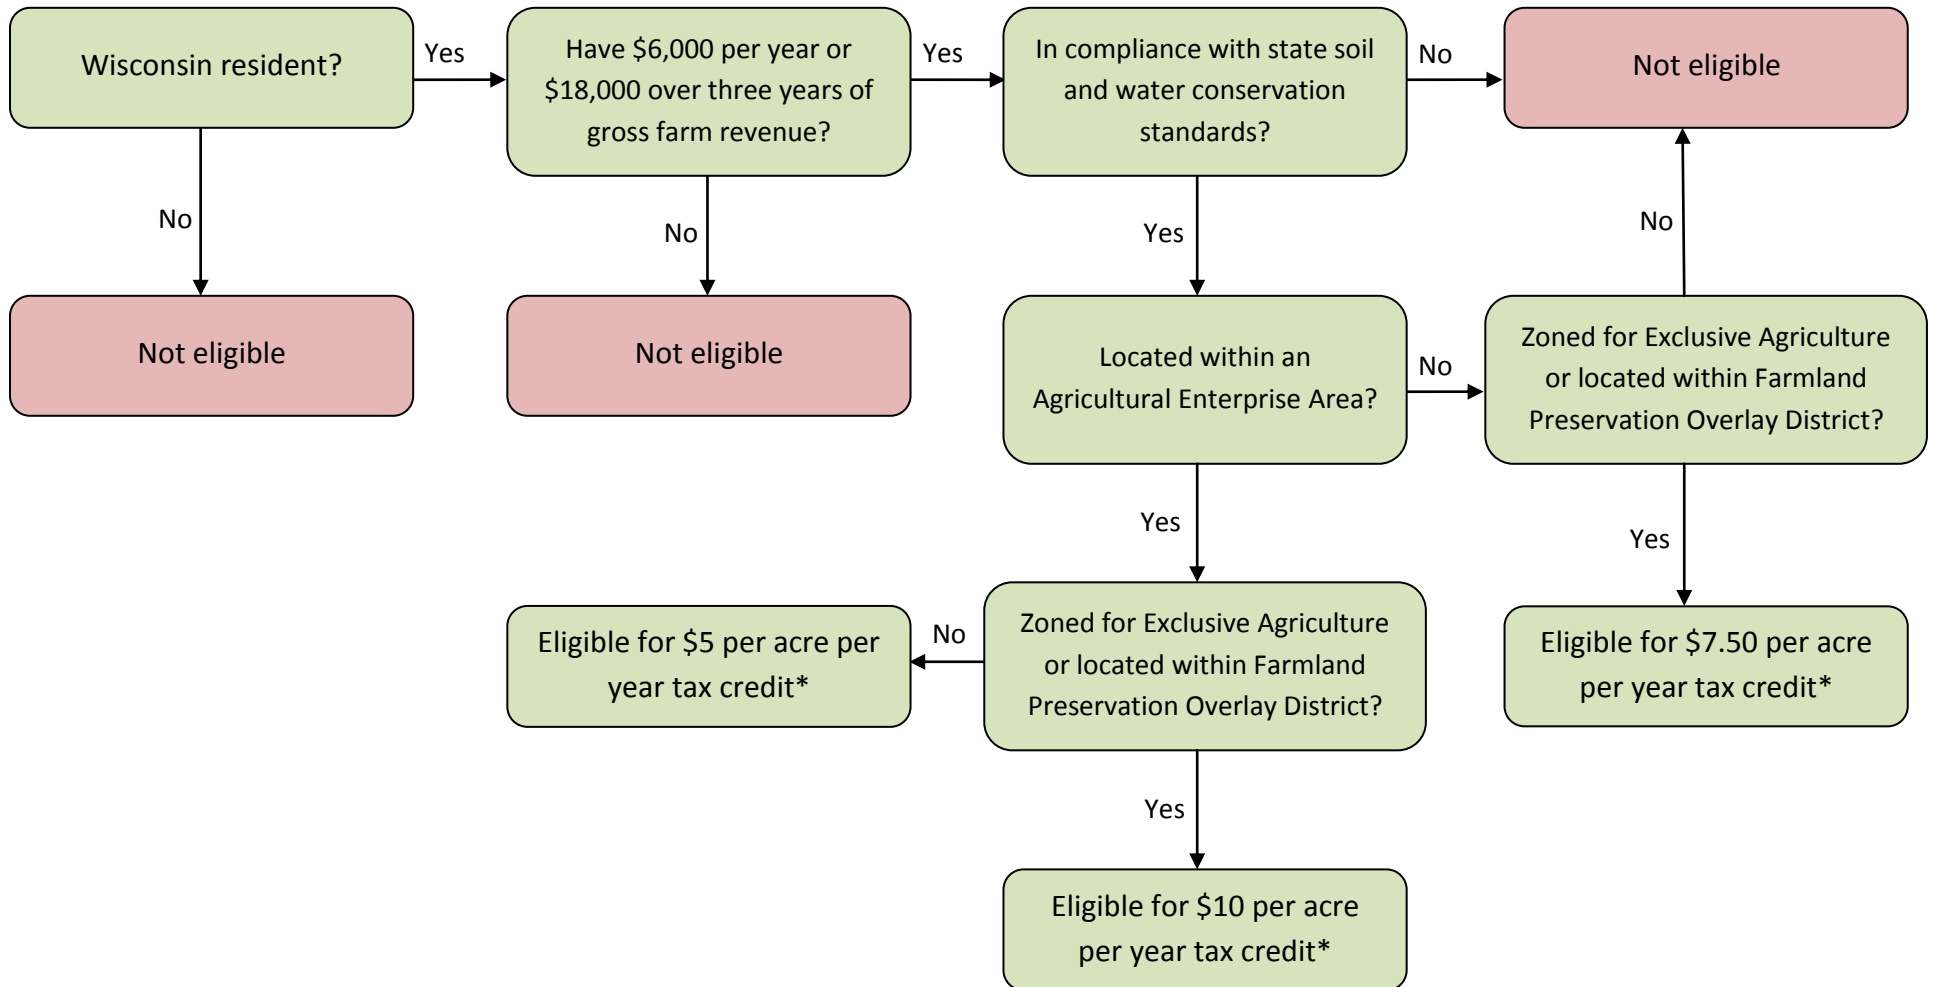 Wisconsin resident?
Yes
Have $6,000 per year or
$18,000 over three years of
gross farm revenue?
Yes
In compliance with state soil
and water conservation
standards?
No
Not eligible
No
No
Yes
No
Not eligible
Not eligible
Located within an
Agricultural Enterprise Area?
No
Zoned for Exclusive Agriculture
or located within Farmland
Preservation Overlay District?
Yes
Yes
Eligible for $5 per acre per
year tax credit*
No
Zoned for Exclusive Agriculture
or located within Farmland
Preservation Overlay District?
Eligible for $7.50 per acre
per year tax credit*
Yes
Eligible for $10 per acre
per year tax credit*